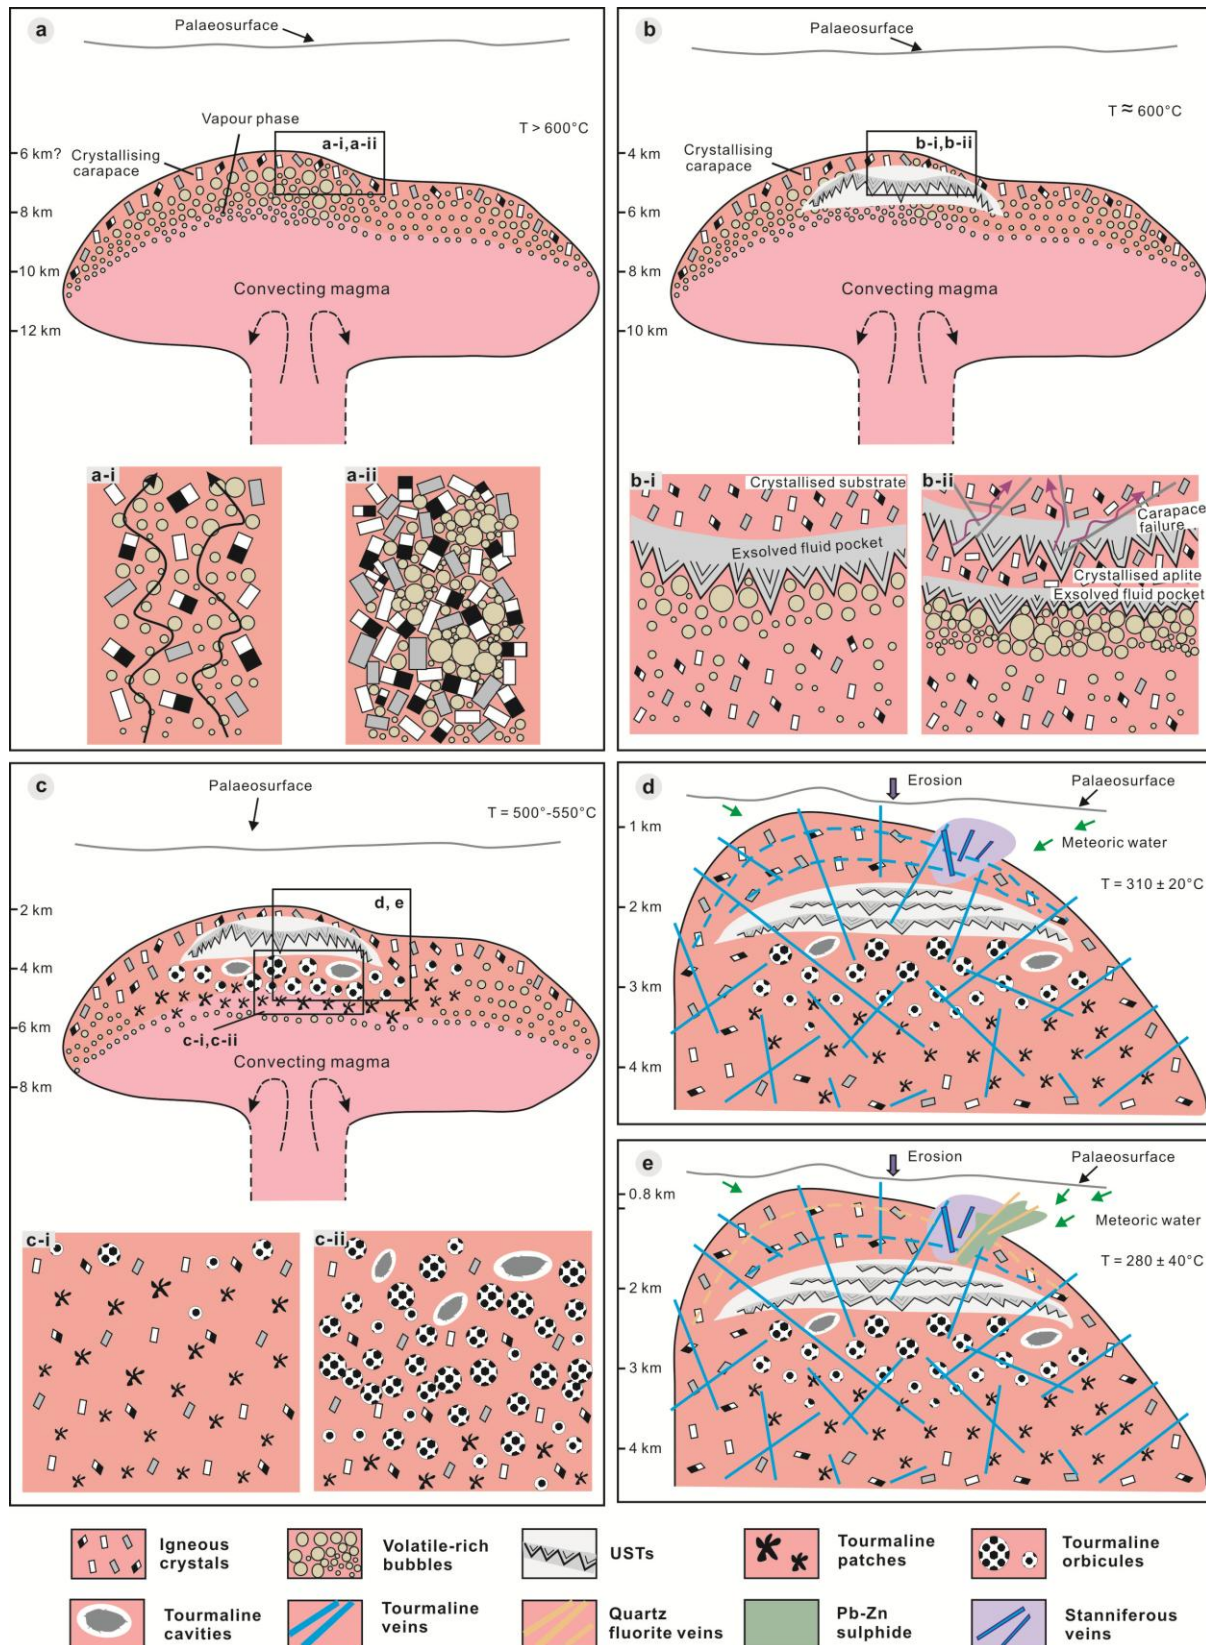 a
Palaeosurface
Vapour phase
T > 600°C
a-i,a-ii
6 km?
Crystallising
carapace
8 km
10 km
Convecting magma
12 km
a-i
a-ii
b
Palaeosurface
T ≈ 600°C
b-i,b-ii
4 km
Crystallising
carapace
6 km
8 km
Convecting magma
10 km
b-i
Crystallised substrate
Exsolved fluid pocket
b-ii
Carapace
failure
Crystallised aplite
Exsolved fluid pocket
c
Palaeosurface
T = 500°-550°C
2 km
d, e
4 km
6 km
c-i,c-ii
Convecting magma
8 km
c-i
c-ii
d
Erosion
Palaeosurface
1 km
Meteoric water
T = 310 ± 20°C
2 km
3 km
4 km
e
Erosion
Palaeosurface
0.8 km
Meteoric water
T = 280 ± 40°C
2 km
3 km
4 km
Igneous
crystals
Volatile-rich
bubbles
USTs
Tourmaline
patches
Tourmaline
orbicules
Tourmaline
cavities
Tourmaline
veins
Quartz
fluorite veins
Pb-Zn
sulphide
Stanniferous
veins